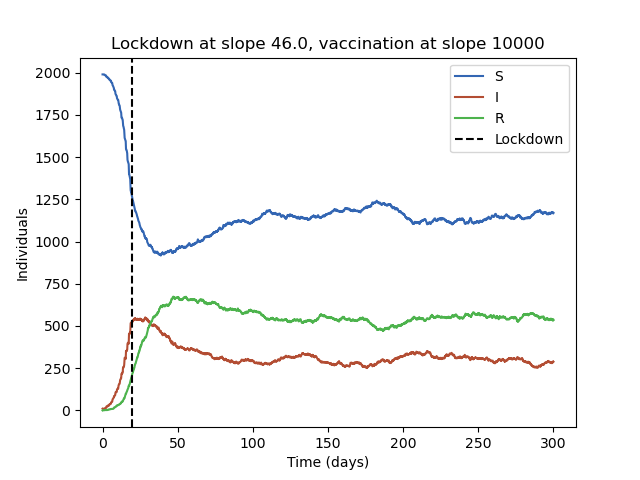 Lockdown at slope 46.0, vaccination at slope 10000
S
I
R
Lockdown
2000
1750
1500
1250
1000
750
500
250
0
Individuals
0 50 100 150 200 250 300
Time (days)